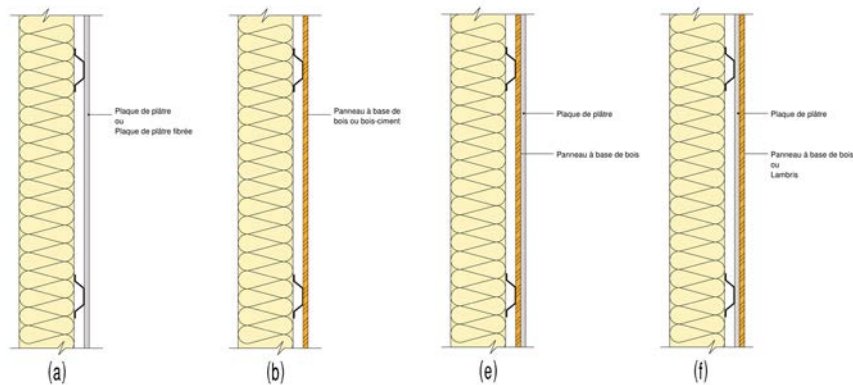 Plaque de plâtre
ou
Plaque de plâtre fibrée
Panneau à base de
bois ou bois-ciment
Plaque de plâtre
Panneau à base de bois
Plaque de plâtre
Panneau à base de bois
ou
Lambris
(a)
(b)
(e)
(f)